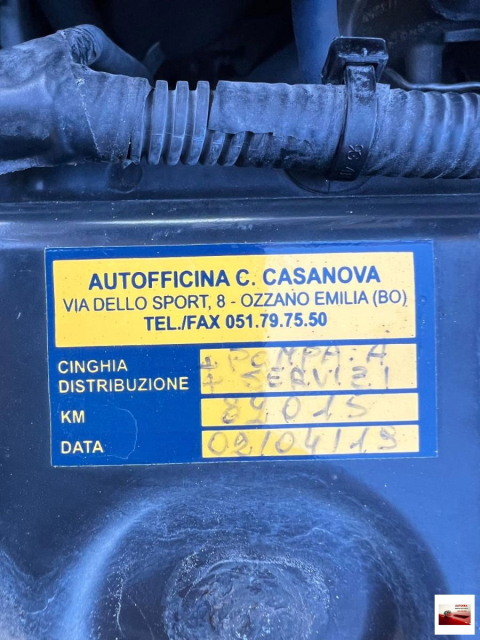 AUTOFFICINA C. CASANOVA
VIA DELLO SPORT, 8 - OZZANO EMILIA (BO)
TEL./FAX 051.79.75.50
CINGHIA DISTRIBUZIONE
+ POMPA . A
+ SERVIZI
KM 89015
DATA 02/04/19